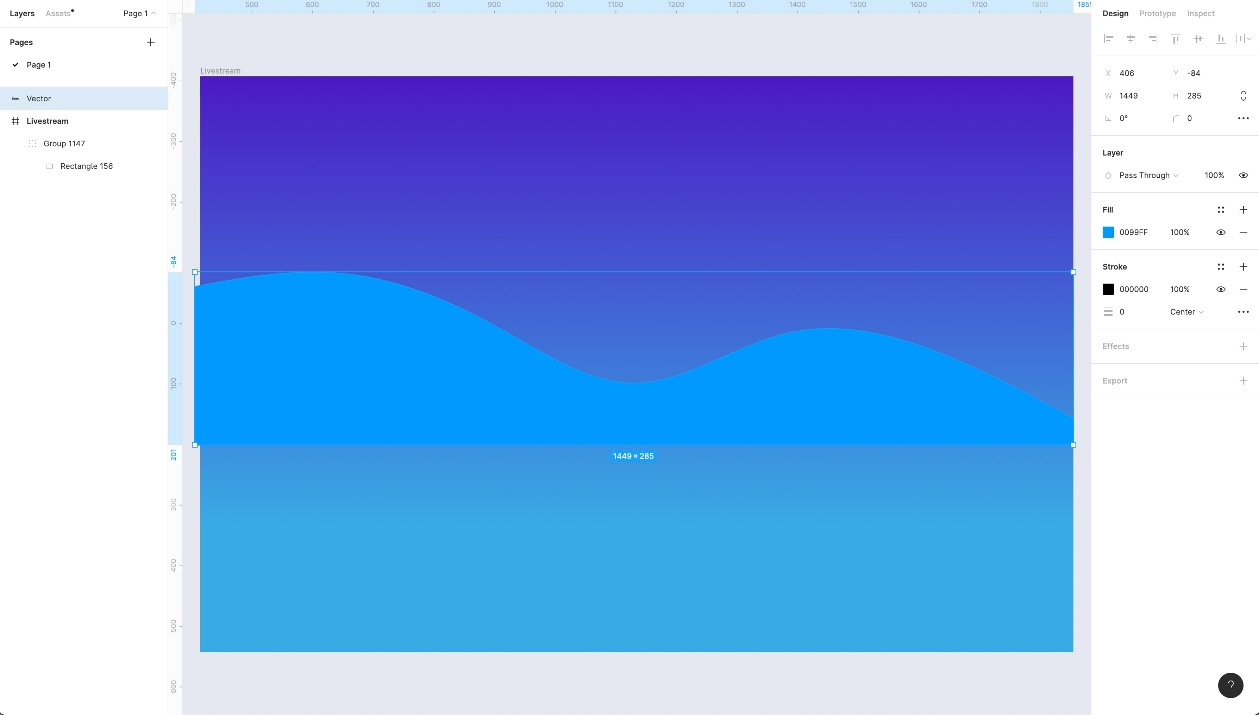 Layers Assets Page 1
Pages
Page 1
Vector
Livestream
Group 1147
Rectangle 156
500 600 700 800 900 1000 1100 1200 1300 1400 1500 1600 1700 1800 1855
-400
-300
-200
-84
0
100
201
300
400
500
600
Livestream
1449 × 285
Design Prototype Inspect
X 406 Y -84
W 1449 H 285
0° 0
Layer
Pass Through 100%
Fill
0099FF 100%
Stroke
000000 100%
0 Center
Effects
Export
?